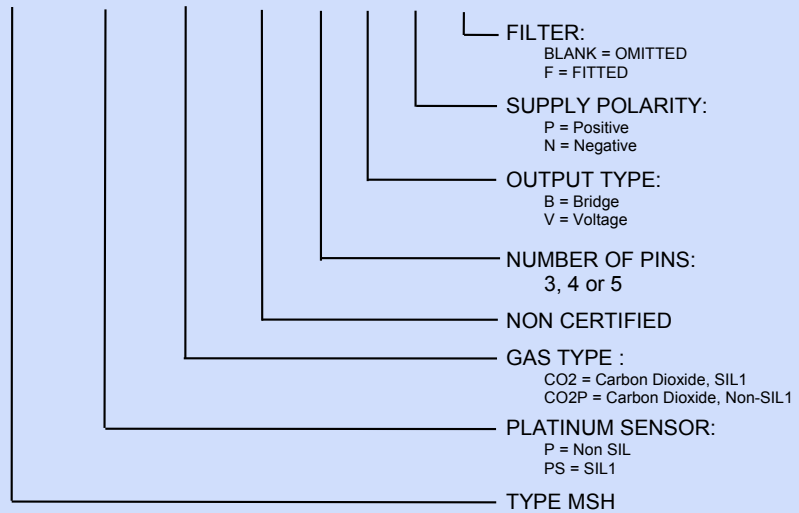 FILTER:
BLANK = OMITTED
F = FITTED
SUPPLY POLARITY:
P = Positive
N = Negative
OUTPUT TYPE:
B = Bridge
V = Voltage
NUMBER OF PINS:
3, 4 or 5
NON CERTIFIED
GAS TYPE :
CO2 = Carbon Dioxide, SIL1
CO2P = Carbon Dioxide, Non-SIL1
PLATINUM SENSOR:
P = Non SIL
PS = SIL1
TYPE MSH